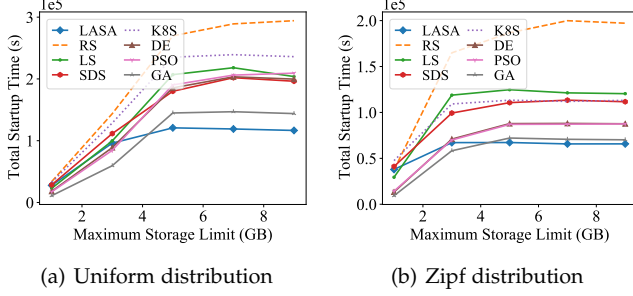 1e5
Total Startup Time (s)
3
2
1
0
LASA
RS
LS
SDS
K8S
DE
PSO
GA
2 4 6 8
Maximum Storage Limit (GB)
(a) Uniform distribution
1e5
Total Startup Time (s)
2.0
1.5
1.0
0.5
0.0
LASA
RS
LS
SDS
K8S
DE
PSO
GA
2 4 6 8
Maximum Storage Limit (GB)
(b) Zipf distribution